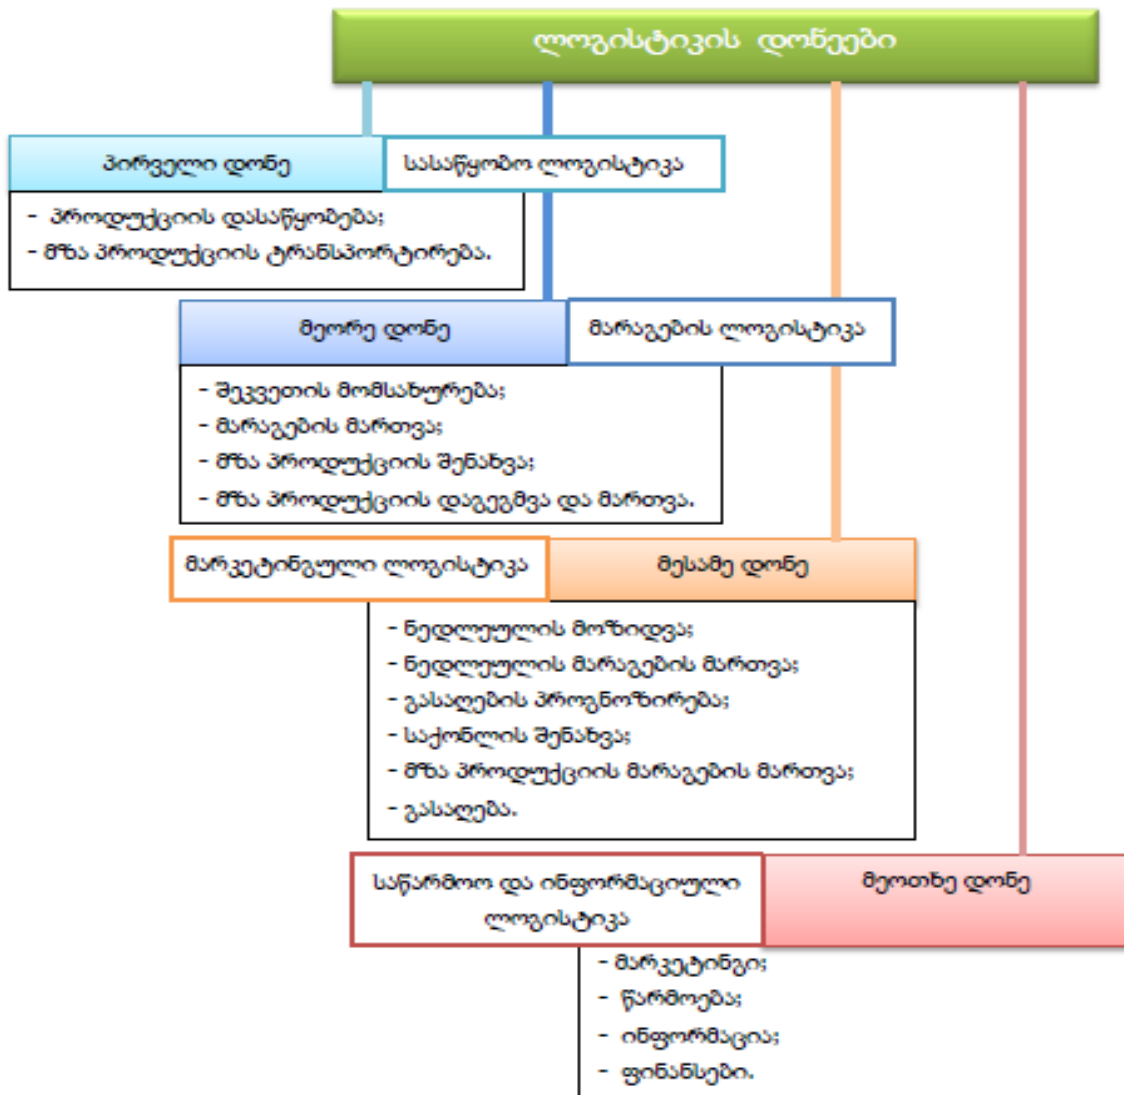 ლოგისტიკის დონეები
პირველი დონე
სასაწყობო ლოგისტიკა
- პროდუქციის დასაწყობება;
- მზა პროდუქციის ტრანსპორტირება.
მეორე დონე
მარაგების ლოგისტიკა
- შეკვეთის მომსახურება;
- მარაგების მართვა;
- მზა პროდუქციის შენახვა;
- მზა პროდუქციის დაგეგმვა და მართვა.
მარკეტინგული ლოგისტიკა
მესამე დონე
- ნედლეულის მოზიდვა;
- ნედლეულის მარაგების მართვა;
- გასაღების პროგნოზირება;
- საქონლის შენახვა;
- მზა პროდუქციის მარაგების მართვა;
- გასაღება.
საწარმოო და ინფორმაციული
ლოგისტიკა
მეოთხე დონე
- მარკეტინგი;
- წარმოება;
- ინფორმაცია;
- ფინანსები.